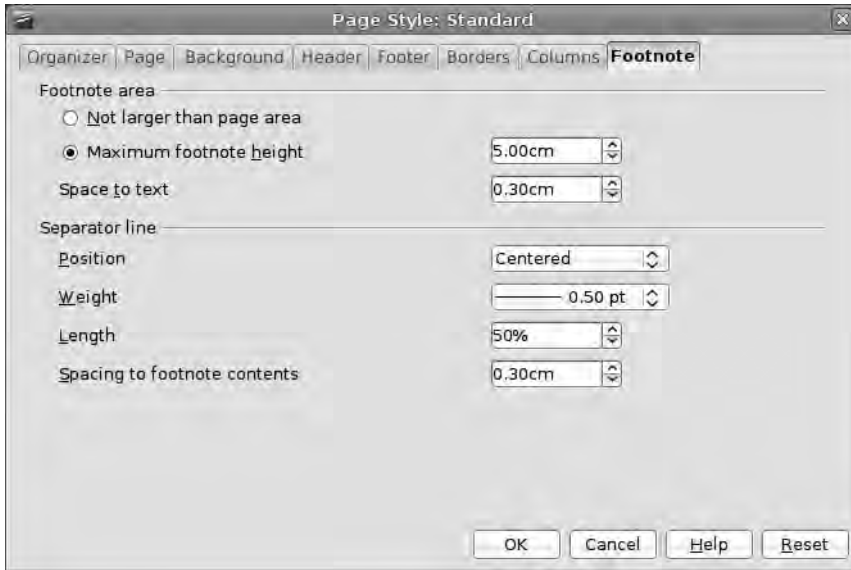 Page Style: Standard
Organizer Page Background Header Footer Borders Columns Footnote
Footnote area
Not larger than page area
Maximum footnote height 5.00cm
Space to text 0.30cm
Separator line
Position Centered
Weight 0.50 pt
Length 50%
Spacing to footnote contents 0.30cm
OK Cancel Help Reset